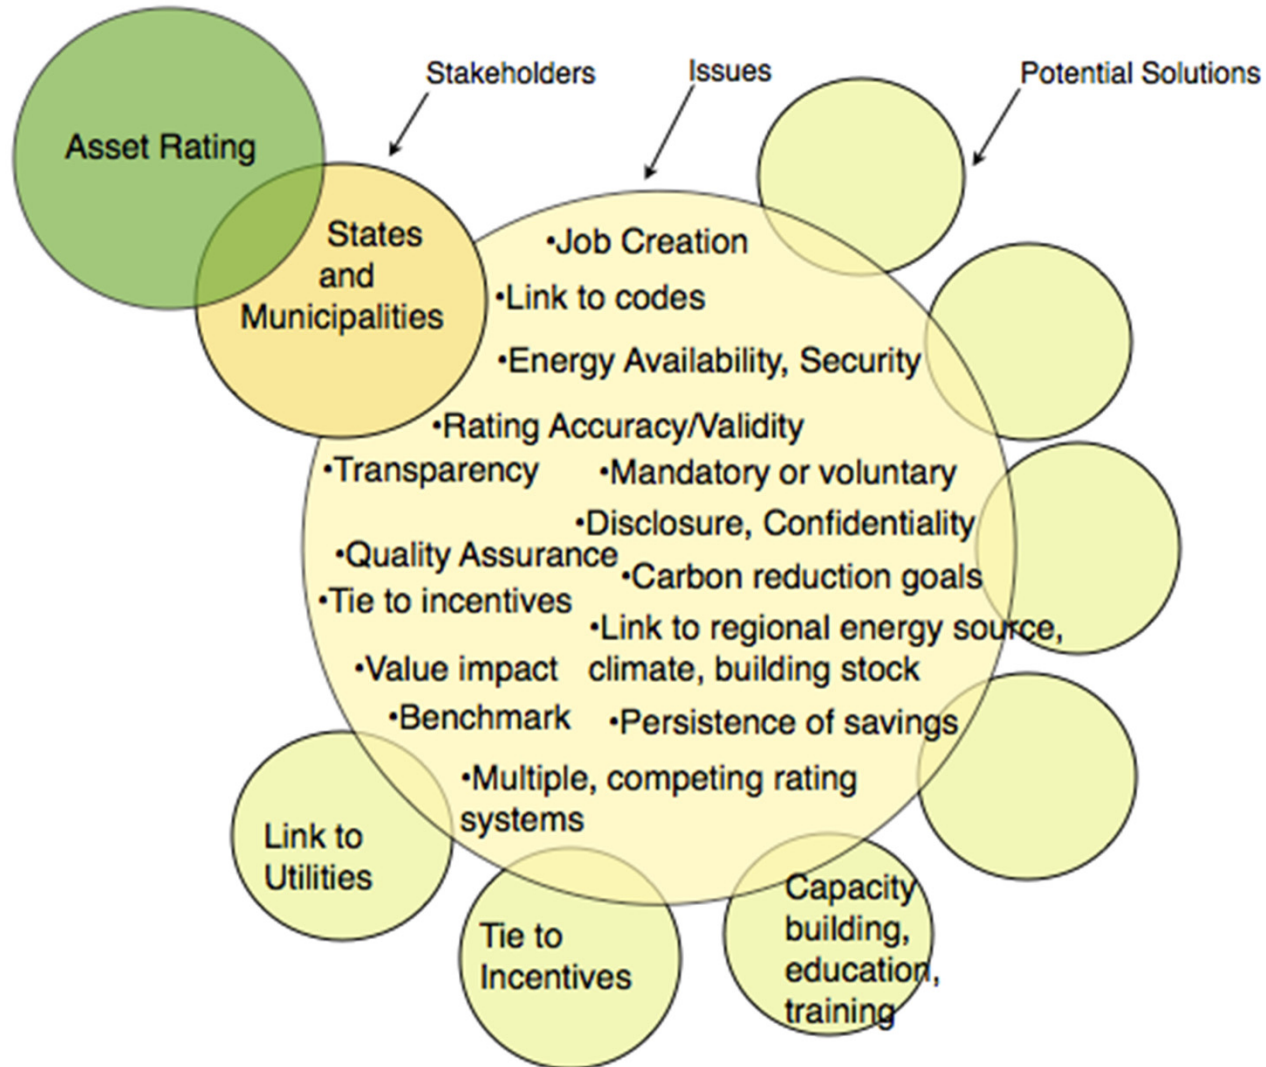 Stakeholders
Issues
Potential Solutions
Asset Rating
States
and
Municipalities
•Job Creation
•Link to codes
•Energy Availability, Security
•Rating Accuracy/Validity
•Transparency
•Mandatory or voluntary
•Disclosure, Confidentiality
•Quality Assurance
•Carbon reduction goals
•Tie to incentives
•Link to regional energy source,
climate, building stock
•Value impact
•Benchmark
•Persistence of savings
•Multiple, competing rating
systems
Link to
Utilities
Tie to
Incentives
Capacity
building,
education,
training